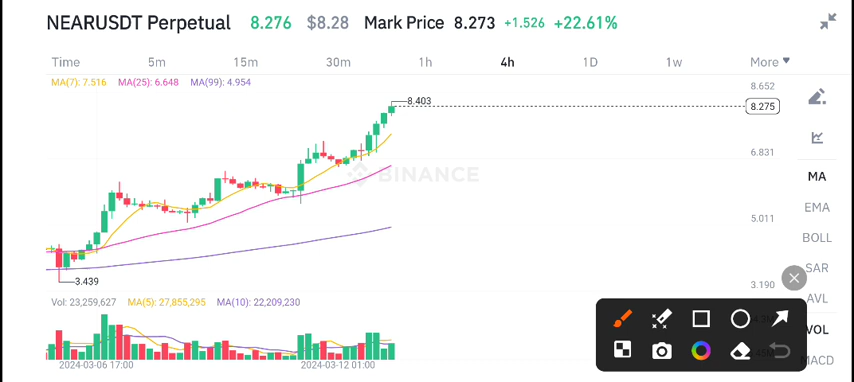 NEARUSDT Perpetual 8.276 $8.28 Mark Price 8.273 +1.526 +22.61%
Time 5m 15m 30m 1h 4h 1D 1w More
MA(7): 7.516 MA(25): 6.648 MA(99): 4.954
8.652
8.403
8.275
6.831
BINANCE
MA
EMA
5.011
BOLL
SAR
3.439
3.190
AVL
Vol: 23,259,627 MA(5): 27,855,295 MA(10): 22,209,230
VOL
MACD
2024-03-06 17:00 2024-03-12 01:00